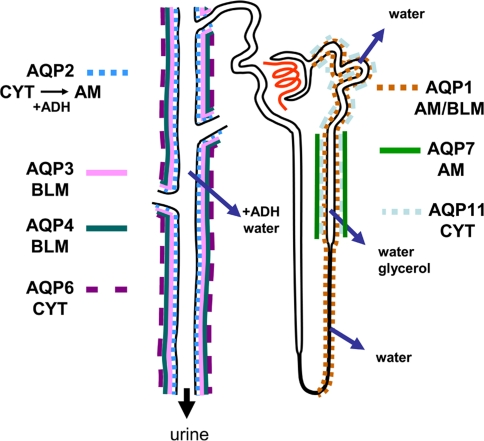 water
AQP2
CYT → AM
+ADH
AQP1
AM/BLM
AQP7
AM
AQP3
BLM
AQP11
CYT
+ADH
water
AQP4
BLM
water
glycerol
AQP6
CYT
water
urine